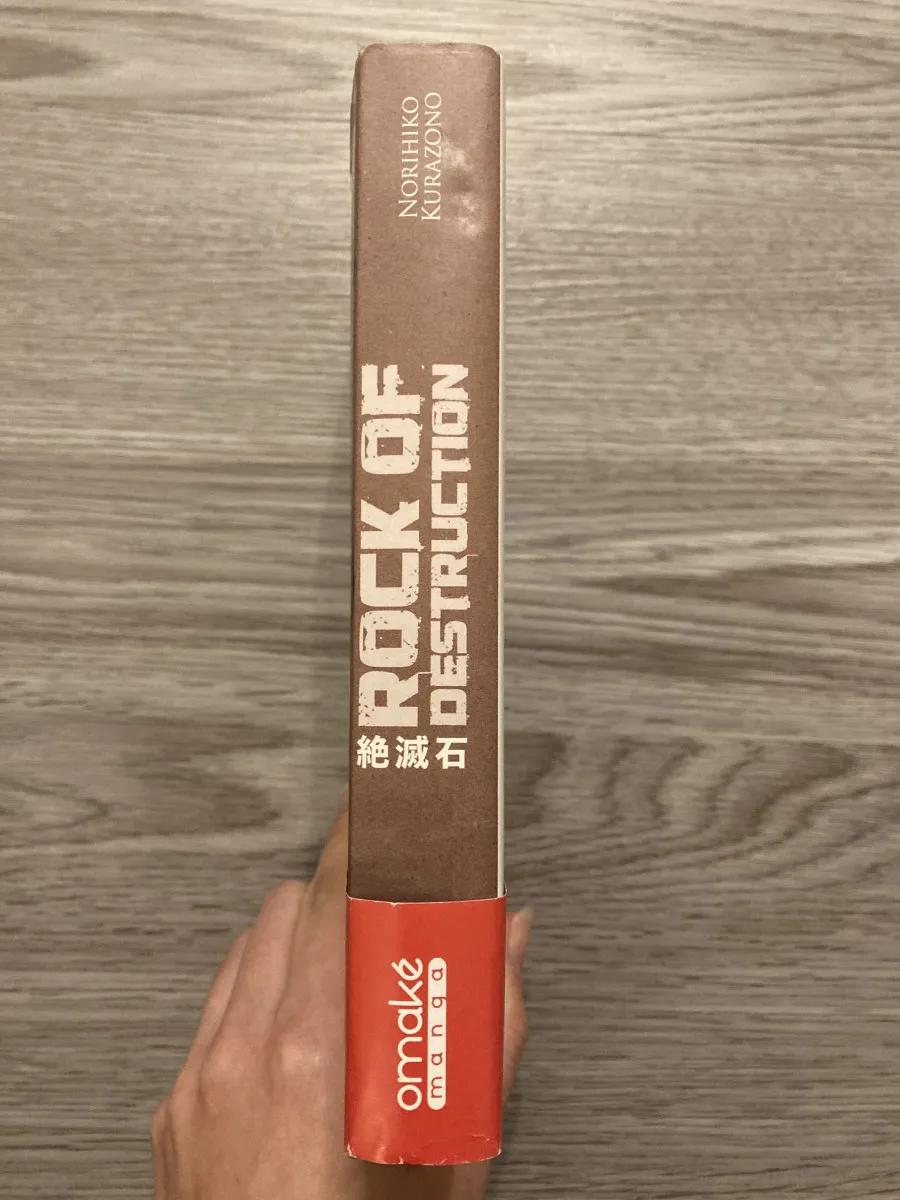 NORIHIKO
KURAZONO
ROCK OF
DESTRUCTION
絶滅石
omaké
manga